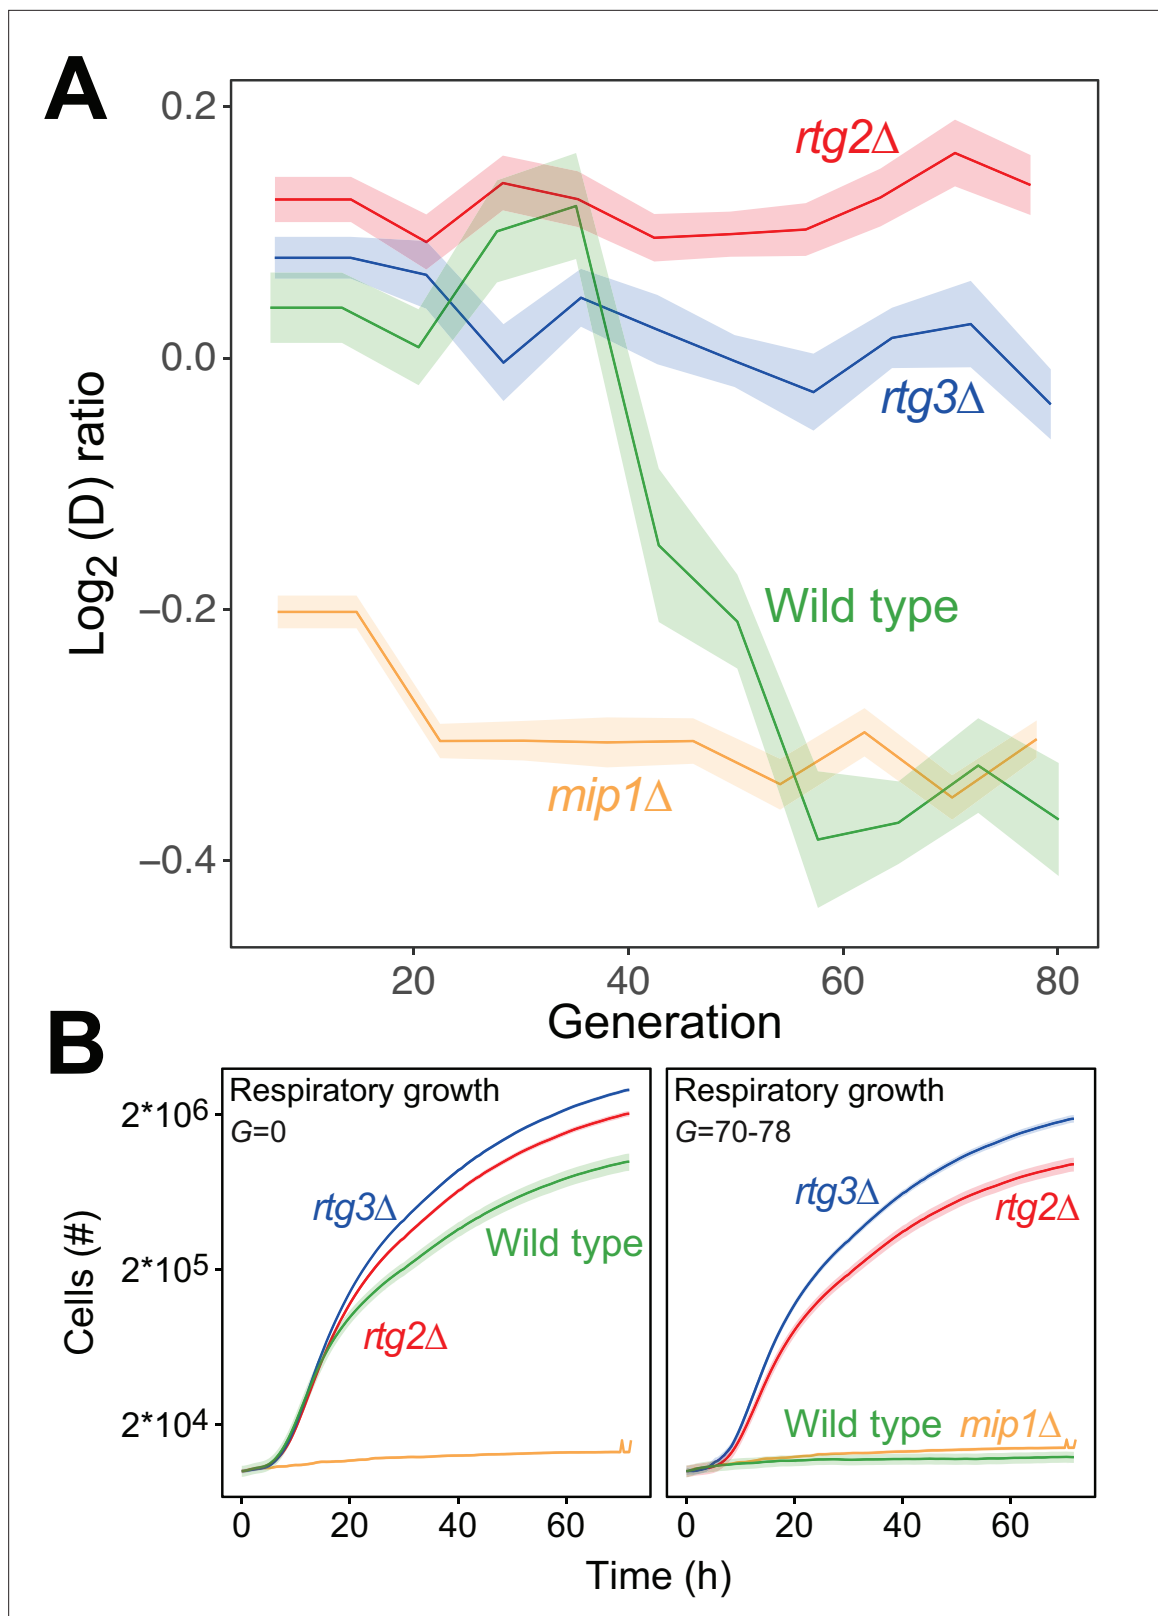 A
0.2
0.0
−0.2
−0.4
Log2 (D) ratio
rtg2Δ
rtg3Δ
Wild type
mip1Δ
20 40 60 80
Generation
B
Respiratory growth
G=0
2*10^6
2*10^5
2*10^4
Cells (#)
rtg3Δ
Wild type
rtg2Δ
0 20 40 60
Respiratory growth
G=70-78
rtg3Δ
rtg2Δ
Wild type mip1Δ
0 20 40 60
Time (h)